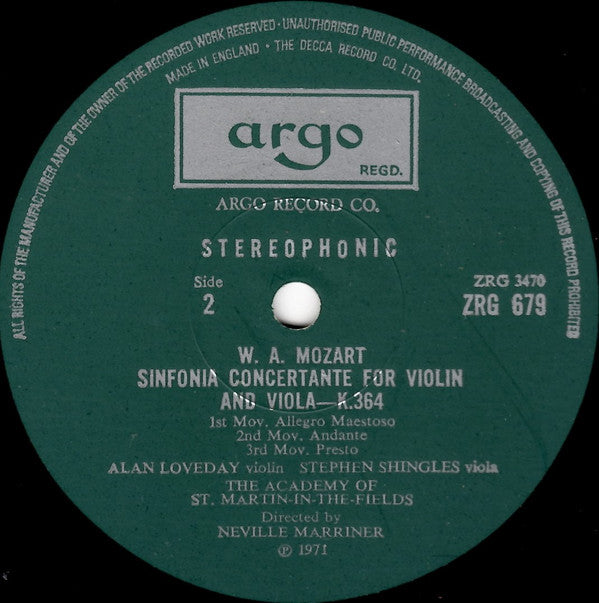 ALL RIGHTS OF THE MANUFACTURER AND OF THE OWNER OF THE RECORDED WORK RESERVED · UNAUTHORISED PUBLIC PERFORMANCE BROADCASTING AND COPYING OF THIS RECORD PROHIBITED
MADE IN ENGLAND · THE DECCA RECORD CO. LTD.
argo
REGD.
ARGO RECORD CO.
STEREOPHONIC
Side
2
ZRG 3470
ZRG 679
W. A. MOZART
SINFONIA CONCERTANTE FOR VIOLIN
AND VIOLA—K.364
1st Mov. Allegro Maestoso
2nd Mov. Andante
3rd Mov. Presto
ALAN LOVEDAY violin STEPHEN SHINGLES viola
THE ACADEMY OF
ST. MARTIN-IN-THE-FIELDS
Directed by
NEVILLE MARRINER
℗ 1971